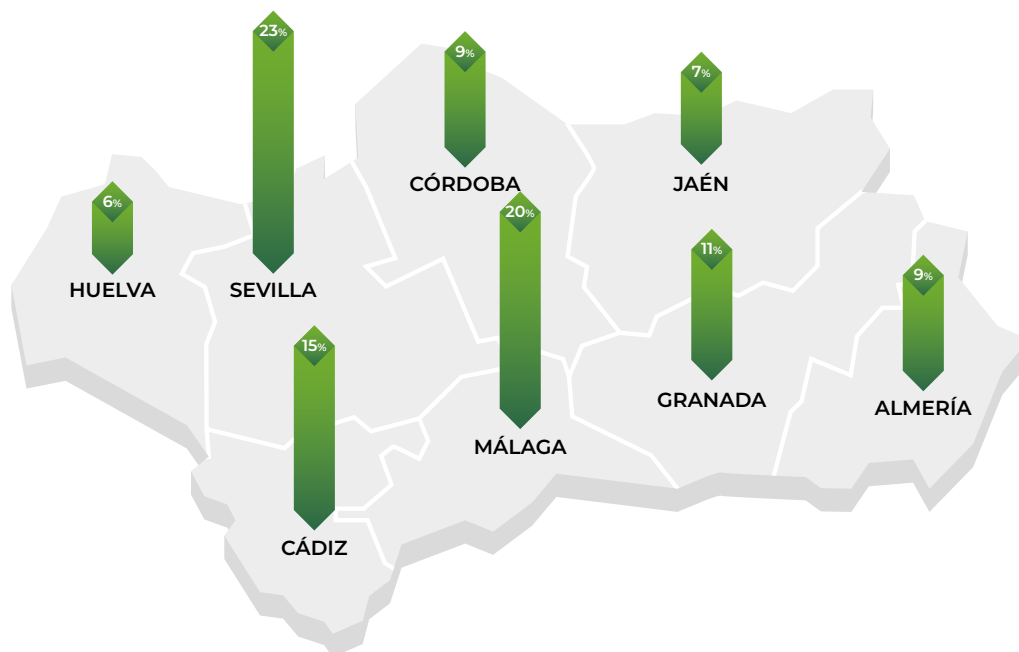 23%
SEVILLA
9%
CÓRDOBA
7%
JAÉN
6%
HUELVA
20%
MÁLAGA
11%
GRANADA
9%
ALMERÍA
15%
CÁDIZ